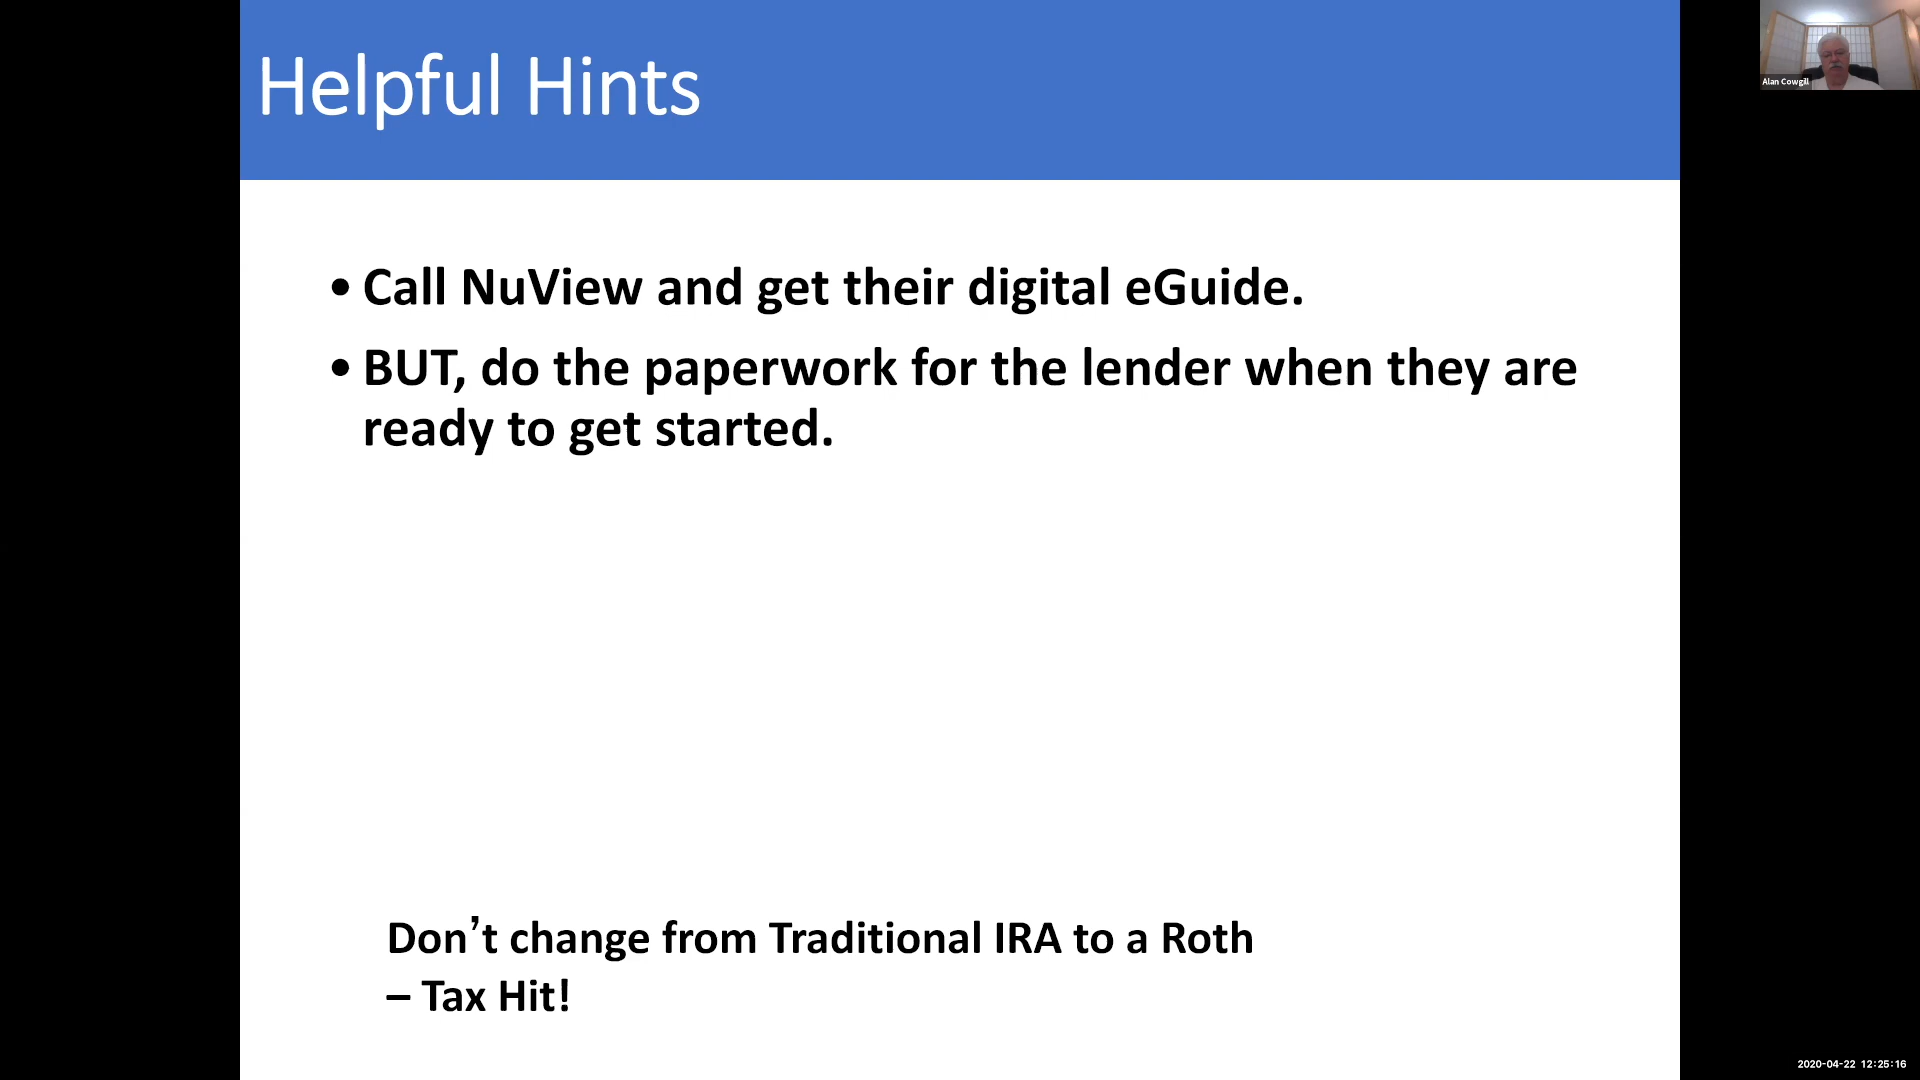 Helpful Hints
Alan Cowgill
• Call NuView and get their digital eGuide.
• BUT, do the paperwork for the lender when they are
ready to get started.
Don’t change from Traditional IRA to a Roth
– Tax Hit!
2020-04-22 12:25:16